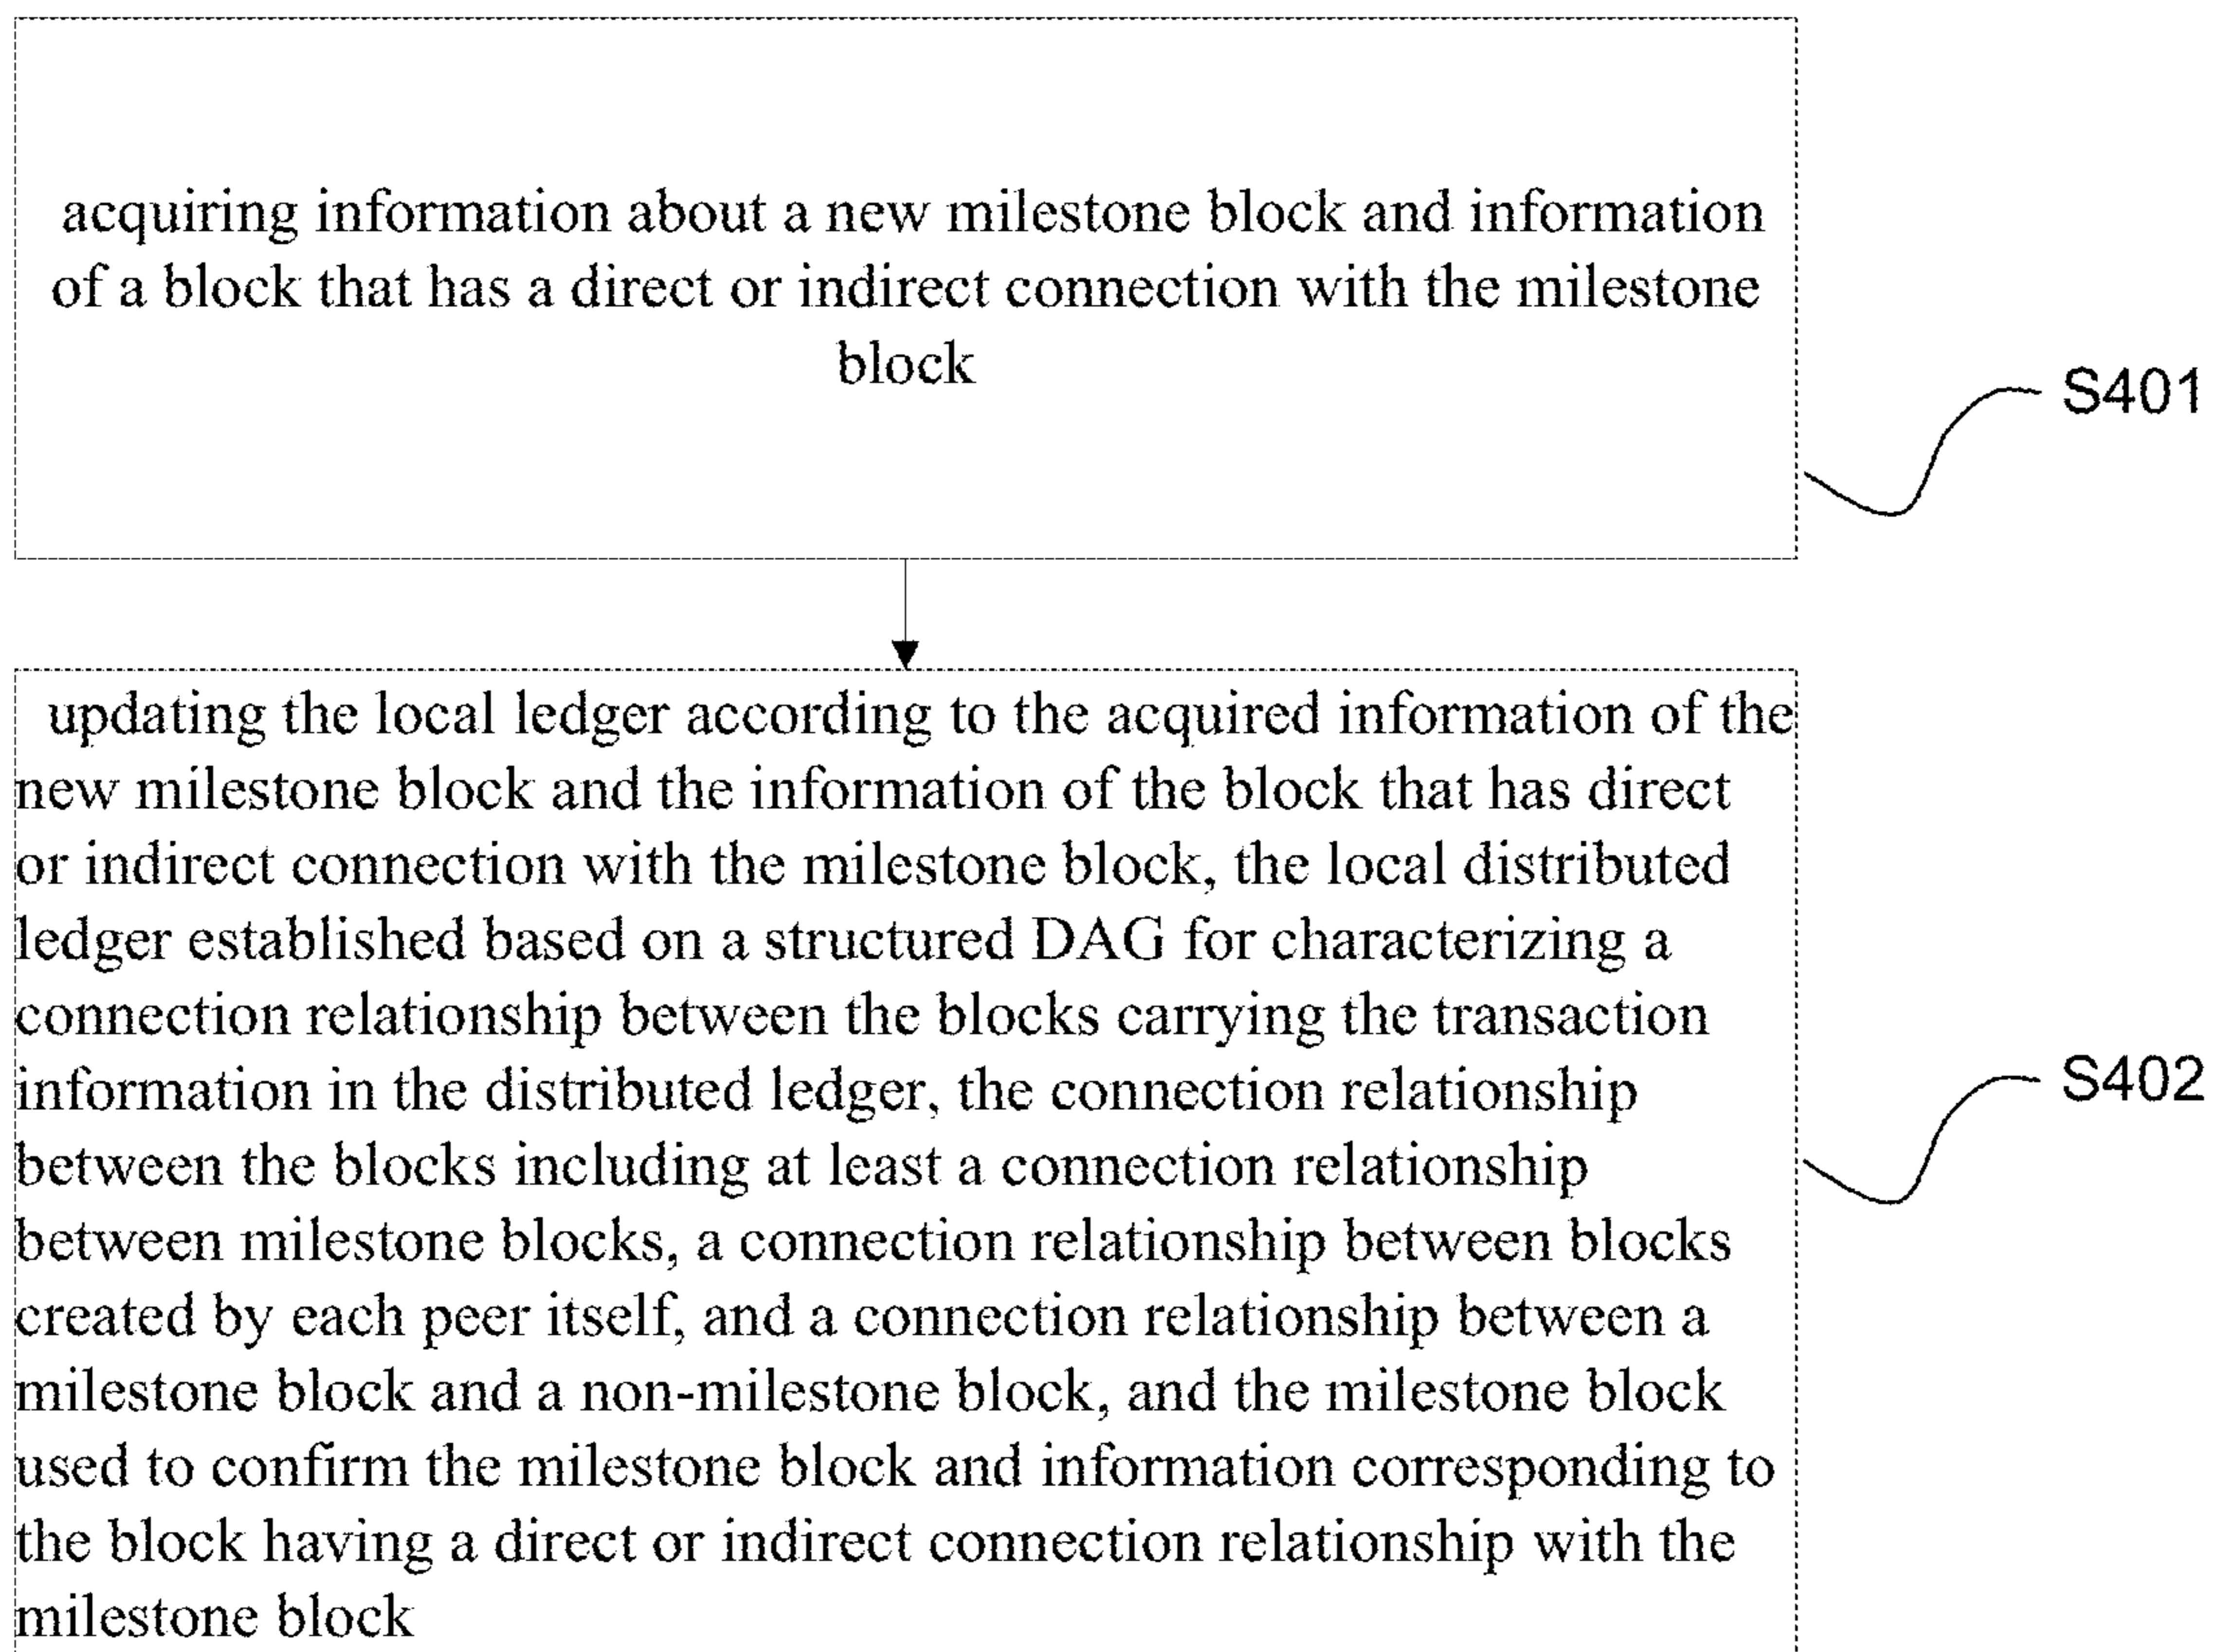 acquiring information about a new milestone block and information
of a block that has a direct or indirect connection with the milestone
block
S401
updating the local ledger according to the acquired information of the
new milestone block and the information of the block that has direct
or indirect connection with the milestone block, the local distributed
ledger established based on a structured DAG for characterizing a
connection relationship between the blocks carrying the transaction
information in the distributed ledger, the connection relationship
between the blocks including at least a connection relationship
between milestone blocks, a connection relationship between blocks
created by each peer itself, and a connection relationship between a
milestone block and a non-milestone block, and the milestone block
used to confirm the milestone block and information corresponding to
the block having a direct or indirect connection relationship with the
milestone block
S402